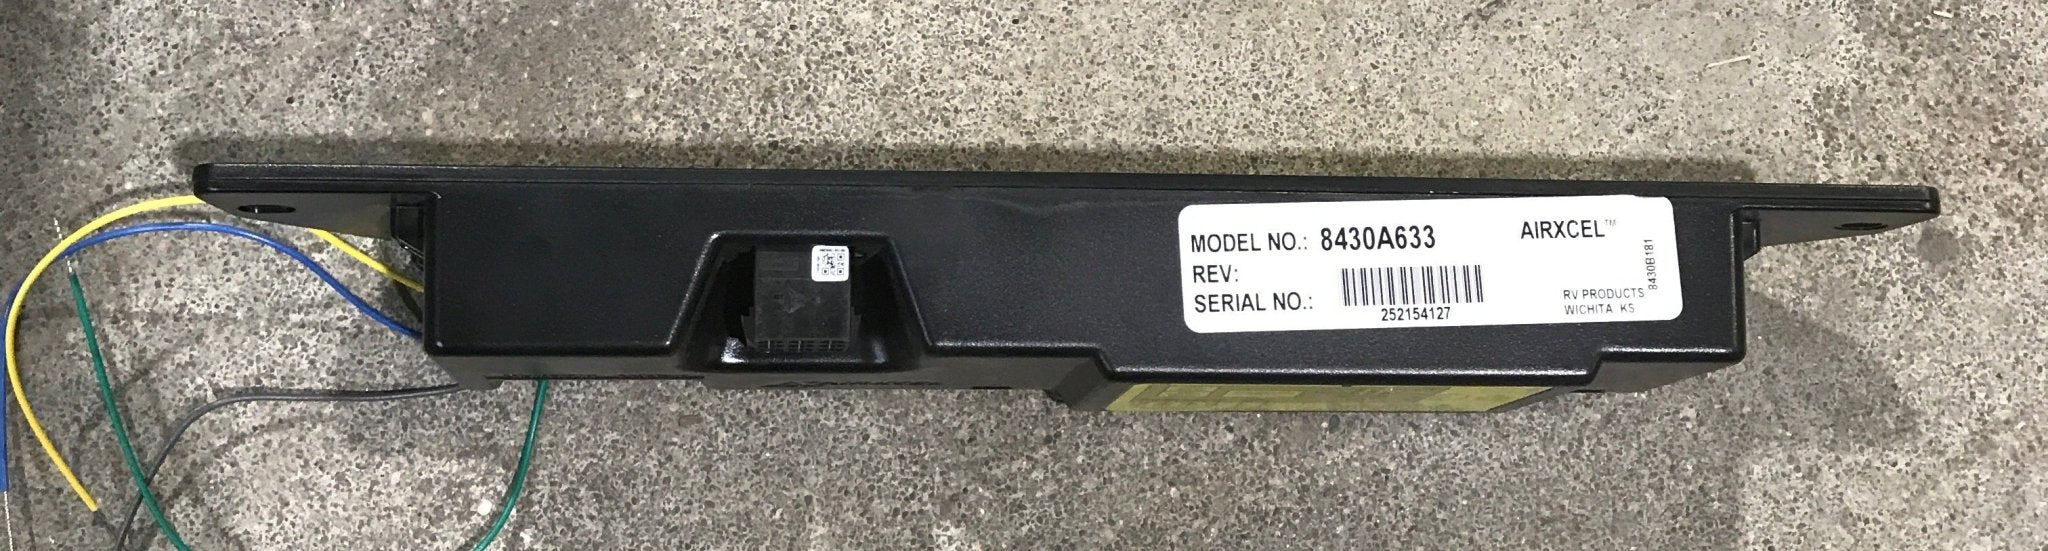 MODEL NO.: 8430A633 AIRXCEL™
REV:
SERIAL NO.:
252154127
RV PRODUCTS
WICHITA KS
8430B181